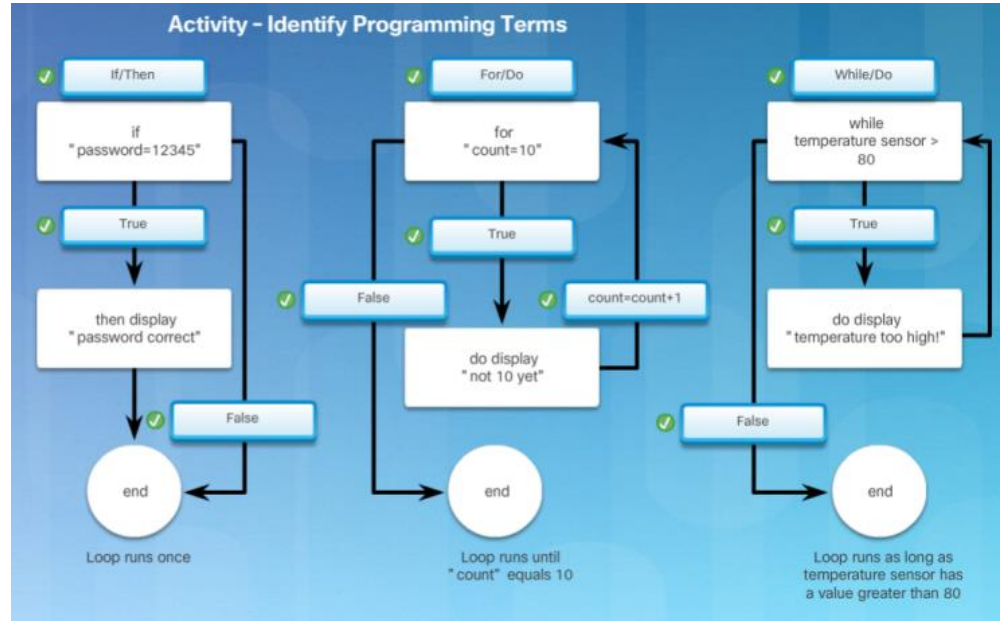 Activity - Identify Programming Terms
If/Then
if
"password=12345"
True
then display
"password correct"
False
end
Loop runs once
For/Do
for
"count=10"
True
False
count=count+1
do display
"not 10 yet"
end
Loop runs until
"count" equals 10
While/Do
while
temperature sensor >
80
True
do display
"temperature too high!"
False
end
Loop runs as long as
temperature sensor has
a value greater than 80